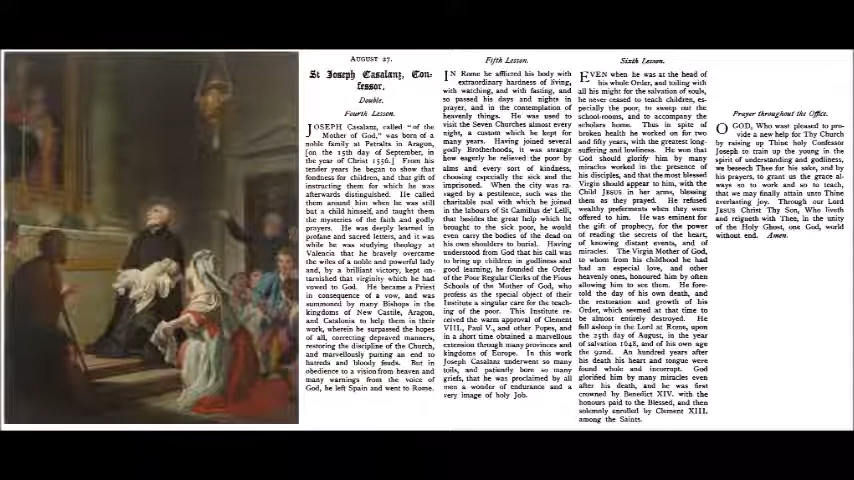 AUGUST 27.
St Joseph Casalanz, Con-
fessor.
Double.
Fourth Lesson.
JOSEPH Casalanz, called "of the
Mother of God," was born of a
noble family at Petralta in Aragon,
[on the 15th day of September, in
the year of Christ 1556.] From his
tender years he began to show that
fondness for children, and that gift of
instructing them for which he was
afterwards distinguished. He called
them around him when he was still
but a child himself, and taught them
the mysteries of the faith and godly
prayers. He was deeply learned in
profane and sacred letters, and it was
while he was studying theology at
Valencia that he bravely overcame
the wiles of a noble and powerful lady
and, by a brilliant victory, kept un-
tarnished that virginity which he had
vowed to God. He became a Priest
in consequence of a vow, and was
summoned by many Bishops in the
kingdoms of New Castile, Aragon,
and Catalonia to help them in their
work, wherein he surpassed the hopes
of all, correcting depraved manners,
restoring the discipline of the Church,
and marvellously putting an end to
hatreds and bloody feuds. But in
obedience to a vision from heaven and
many warnings from the voice of
God, he left Spain and went to Rome.
Fifth Lesson.
IN Rome he afflicted his body with
extraordinary hardness of living,
with watching, and with fasting, and
so passed his days and nights in
prayer, and in the contemplation of
heavenly things. He was used to
visit the Seven Churches almost every
night, a custom which he kept for
many years. Having joined several
godly Brotherhoods, it was strange
how eagerly he relieved the poor by
alms and every sort of kindness,
choosing especially the sick and the
imprisoned. When the city was ra-
vaged by a pestilence, such was the
charitable zeal with which he joined
in the labours of St Camillus de' Lelli,
that besides the great help which he
brought to the sick poor, he would
even carry the bodies of the dead on
his own shoulders to burial. Having
understood from God that his call was
to bring up children in godliness and
good learning, he founded the Order
of the Poor Regular Clerks of the Pious
Schools of the Mother of God, who
profess as the special object of their
Institute a singular care for the teach-
ing of the poor. This Institute re-
ceived the warm approval of Clement
VIII., Paul V., and other Popes, and
in a short time obtained a marvellous
extension through many provinces and
kingdoms of Europe. In this work
Joseph Casalanz underwent so many
toils, and patiently bore so many
griefs, that he was proclaimed by all
men a wonder of endurance and a
very image of holy Job.
Sixth Lesson.
EVEN when he was at the head of
his whole Order, and toiling with
all his might for the salvation of souls,
he never ceased to teach children, es-
pecially the poor, to sweep out the
school-rooms, and to accompany the
scholars home. Thus in spite of
broken health he worked on for two
and fifty years, with the greatest long-
suffering and lowliness. He won that
God should glorify him by many
miracles worked in the presence of
his disciples, and that the most blessed
Virgin should appear to him, with the
Child JESUS in her arms, blessing
them as they prayed. He refused
wealthy preferments when they were
offered to him. He was eminent for
the gift of prophecy, for the power
of reading the secrets of the heart,
of knowing distant events, and of
miracles. The Virgin Mother of God,
to whom from his childhood he had
had an especial love, and other
heavenly ones, honoured him by often
allowing him to see them. He fore-
told the day of his own death, and
the restoration and growth of his
Order, which seemed at that time to
be almost entirely destroyed. He
fell asleep in the Lord at Rome, upon
the 25th day of August, in the year
of salvation 1648, and of his own age
the 92nd. An hundred years after
his death his heart and tongue were
found whole and incorrupt. God
glorified him by many miracles even
after his death, and he was first
crowned by Benedict XIV. with the
honours paid to the Blessed, and then
solemnly enrolled by Clement XIII.
among the Saints.
Prayer throughout the Office.
O GOD, Who wast pleased to pro-
vide a new help for Thy Church
by raising up Thine holy Confessor
Joseph to train up the young in the
spirit of understanding and godliness,
we beseech Thee for his sake, and by
his prayers, to grant us the grace al-
ways so to work and so to teach,
that we may finally attain unto Thine
everlasting joy. Through our Lord
JESUS Christ Thy Son, Who liveth
and reigneth with Thee, in the unity
of the Holy Ghost, one God, world
without end. Amen.